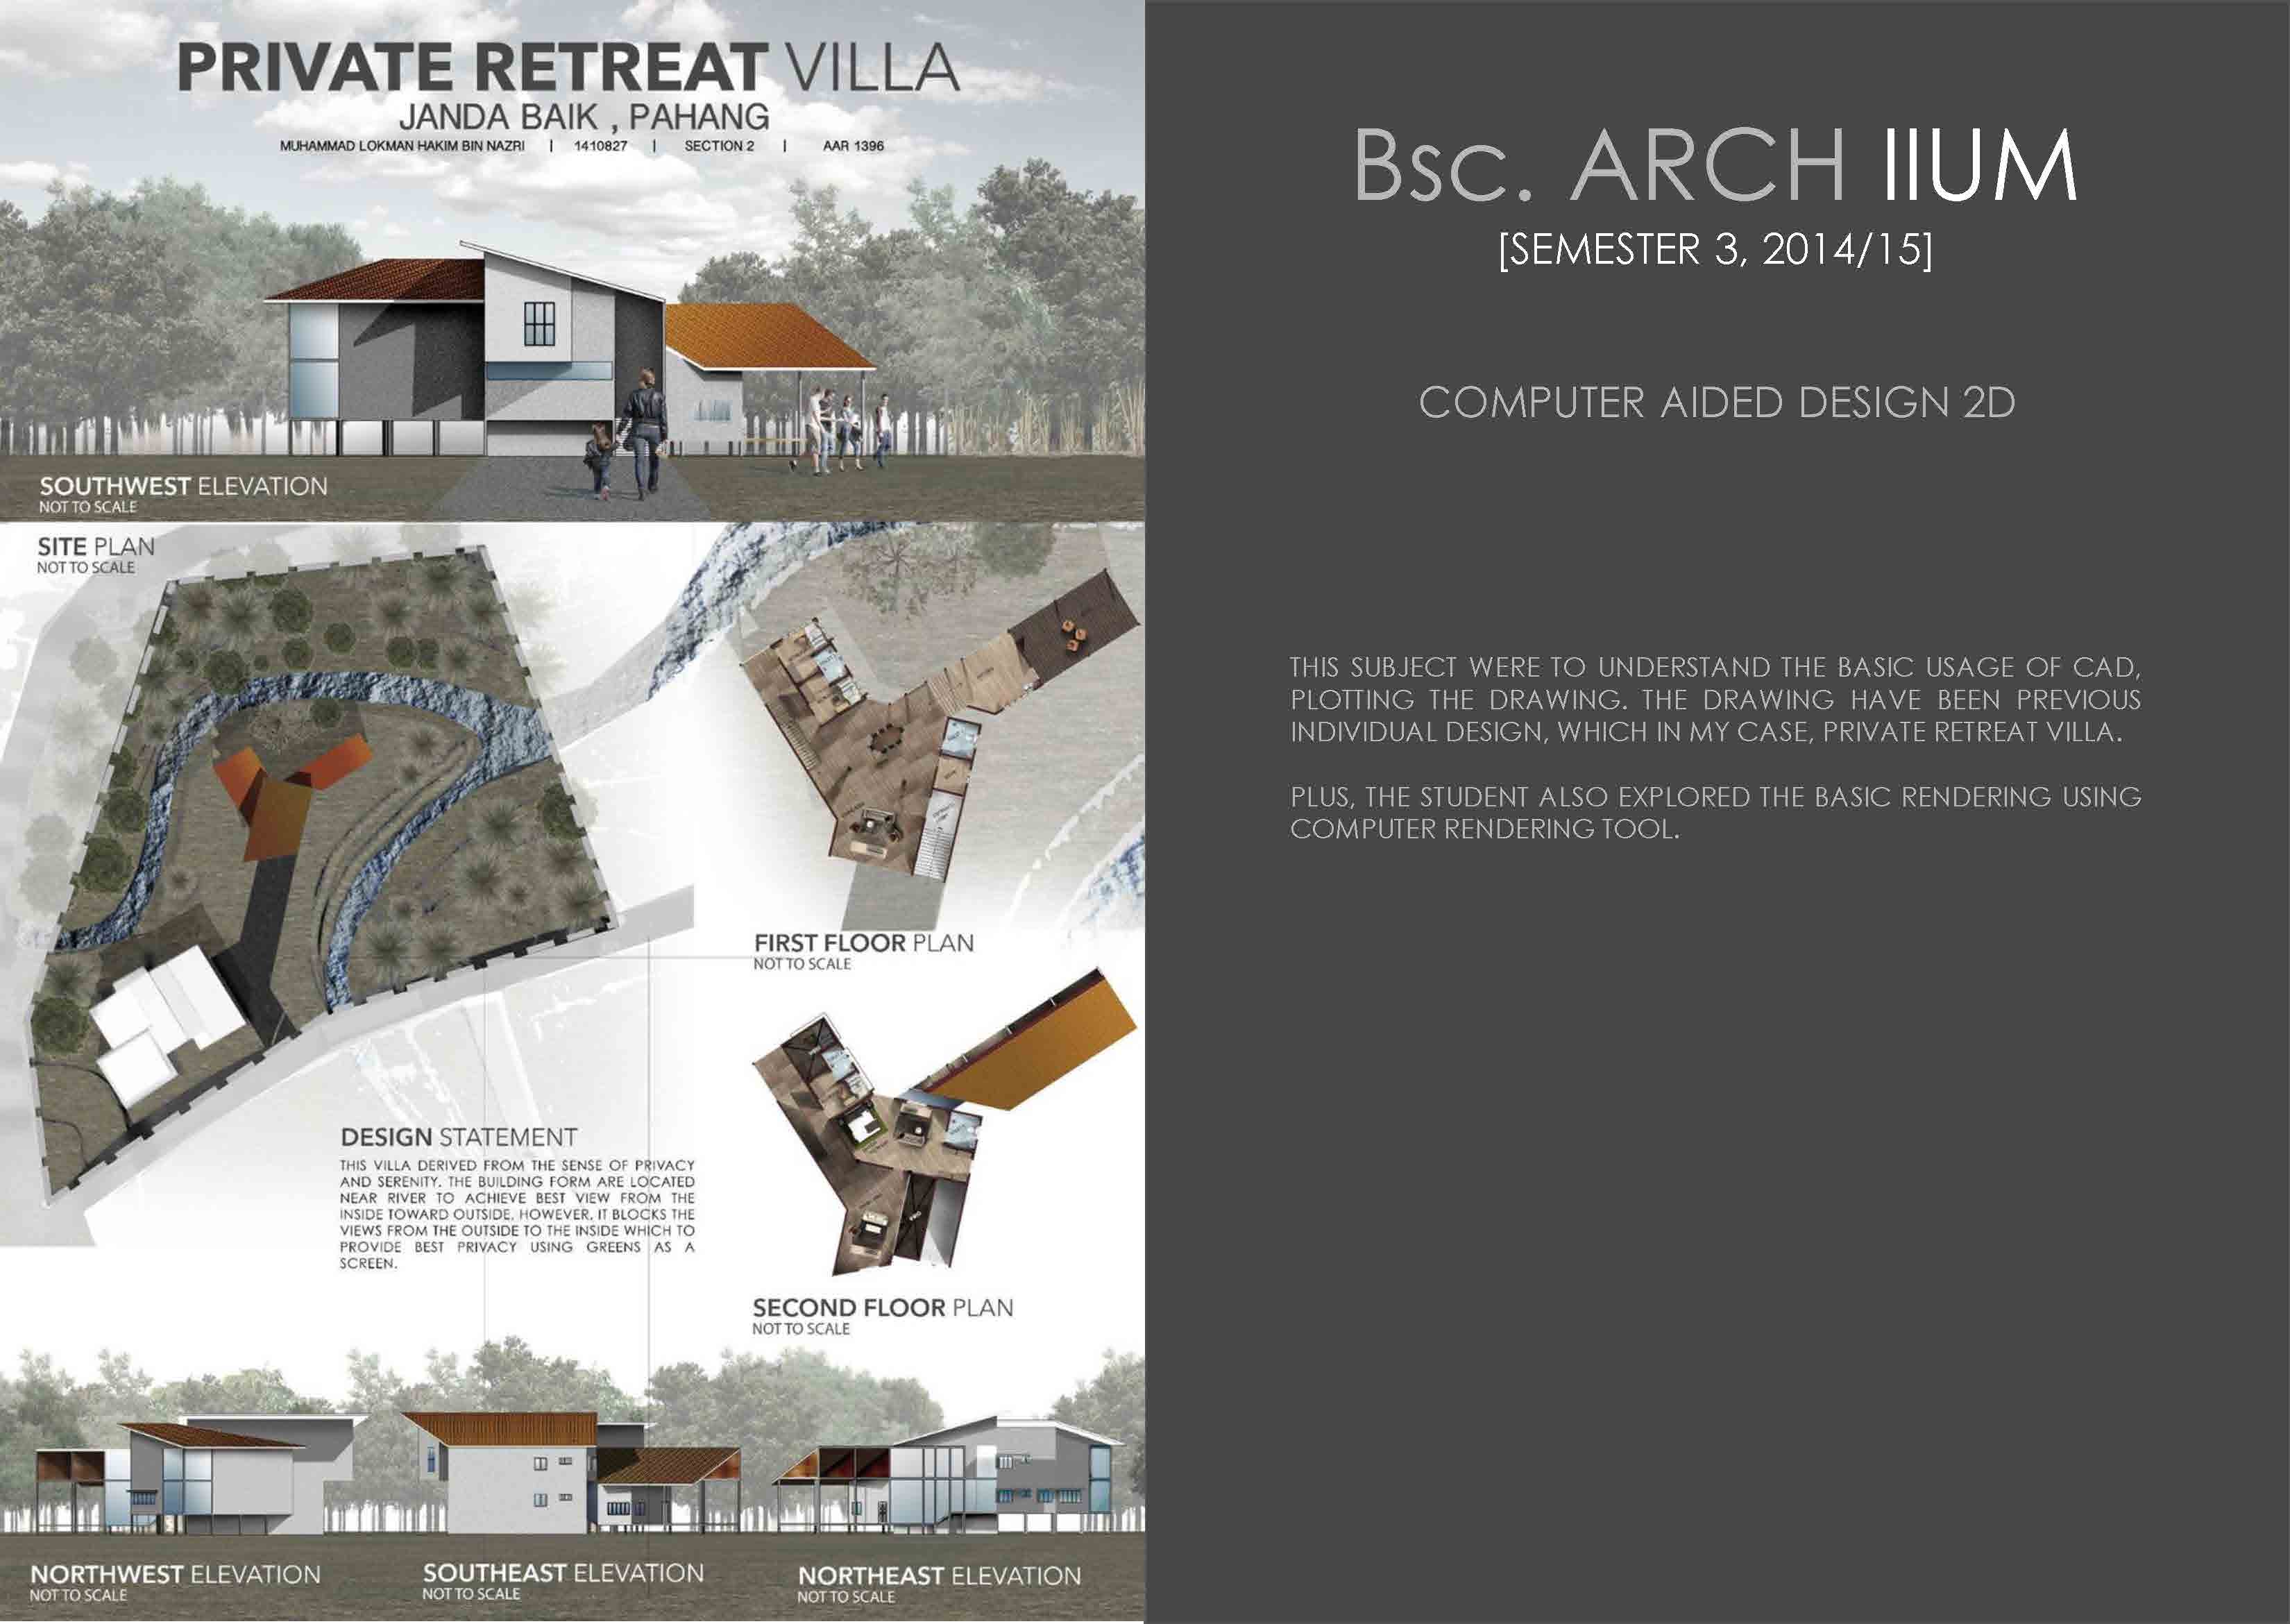 PRIVATE RETREAT VILLA
JANDA BAIK , PAHANG
MUHAMMAD LOKMAN HAKIM BIN NAZRI | 1410827 | SECTION 2 | AAR 1396
SOUTHWEST ELEVATION
NOT TO SCALE
SITE PLAN
NOT TO SCALE
FIRST FLOOR PLAN
NOT TO SCALE
DESIGN STATEMENT
THIS VILLA DERIVED FROM THE SENSE OF PRIVACY
AND SERENITY. THE BUILDING FORM ARE LOCATED
NEAR RIVER TO ACHIEVE BEST VIEW FROM THE
INSIDE TOWARD OUTSIDE. HOWEVER, IT BLOCKS THE
VIEWS FROM THE OUTSIDE TO THE INSIDE WHICH TO
PROVIDE BEST PRIVACY USING GREENS AS A
SCREEN.
SECOND FLOOR PLAN
NOT TO SCALE
NORTHWEST ELEVATION
NOT TO SCALE
SOUTHEAST ELEVATION
NOT TO SCALE
NORTHEAST ELEVATION
NOT TO SCALE
Bsc. ARCH IIUM
[SEMESTER 3, 2014/15]
COMPUTER AIDED DESIGN 2D
THIS SUBJECT WERE TO UNDERSTAND THE BASIC USAGE OF CAD,
PLOTTING THE DRAWING. THE DRAWING HAVE BEEN PREVIOUS
INDIVIDUAL DESIGN, WHICH IN MY CASE, PRIVATE RETREAT VILLA.
PLUS, THE STUDENT ALSO EXPLORED THE BASIC RENDERING USING
COMPUTER RENDERING TOOL.